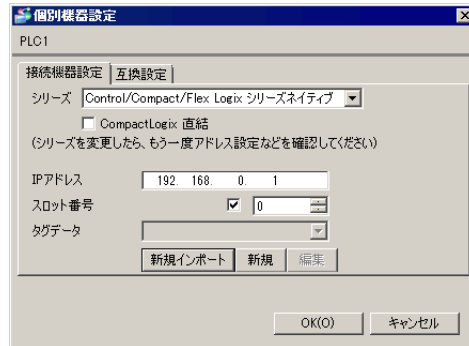 個別機器設定
PLC1
接続機器設定 互換設定
シリーズ Control/Compact/Flex Logix シリーズネイティブ
CompactLogix 直結
(シリーズを変更したら、もう一度アドレス設定などを確認してください)
IPアドレス 192. 168. 0. 1
スロット番号 0
タグデータ
新規インポート 新規 編集
OK(O) キャンセル